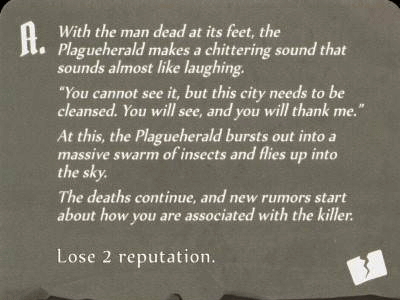 A. With the man dead at its feet, the
Plagueherald makes a chittering sound that
sounds almost like laughing.
“You cannot see it, but this city needs to be
cleansed. You will see, and you will thank me.”
At this, the Plagueherald bursts out into a
massive swarm of insects and flies up into
the sky.
The deaths continue, and new rumors start
about how you are associated with the killer.
Lose 2 reputation.